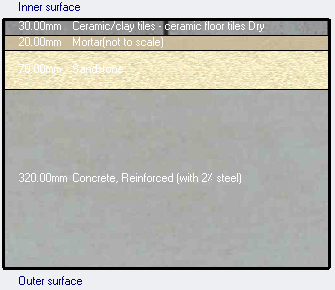 Inner surface
30.00mm Ceramic/clay tiles - ceramic floor tiles Dry
20.00mm Mortar(not to scale)
70.00mm Sandstone
320.00mm Concrete, Reinforced (with 2% steel)
Outer surface